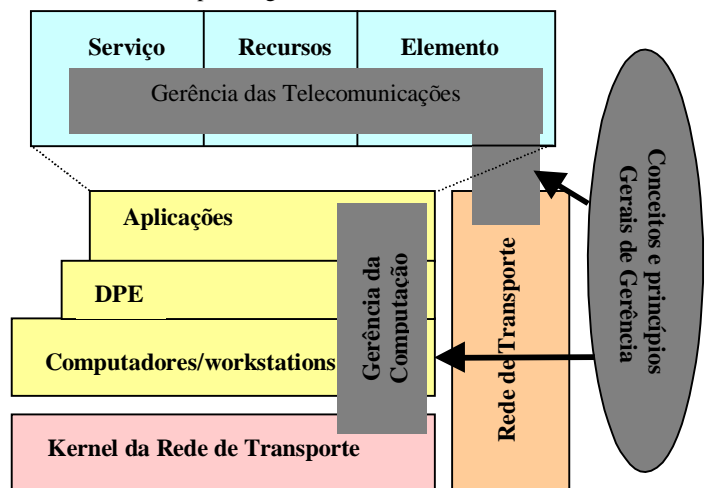 Serviço Recursos Elemento
Gerência das Telecomunicações
Aplicações
DPE
Computadores/workstations
Kernel da Rede de Transporte
Gerência da
Computação
Rede de Transporte
Conceitos e princípios
Gerais de Gerência